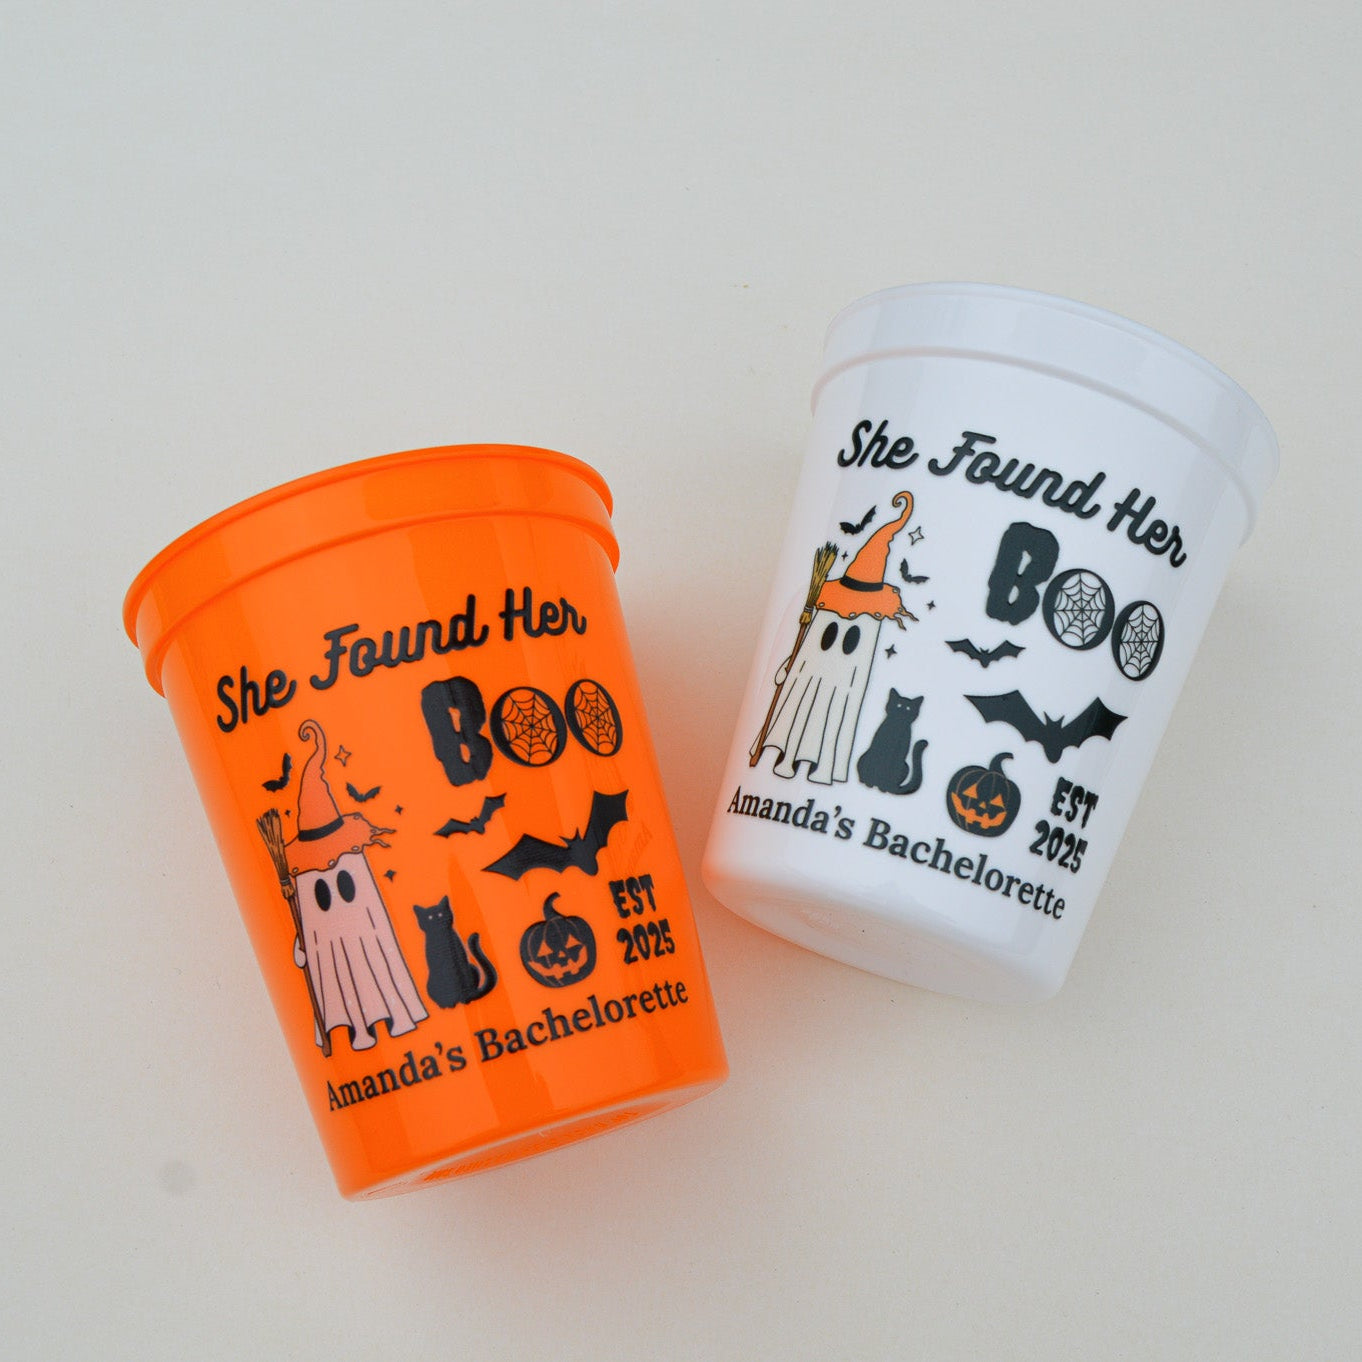 She Found Her
BOO
EST
2025
Amanda's Bachelorette
She Found Her
BOO
EST
2025
Amanda's Bachelorette